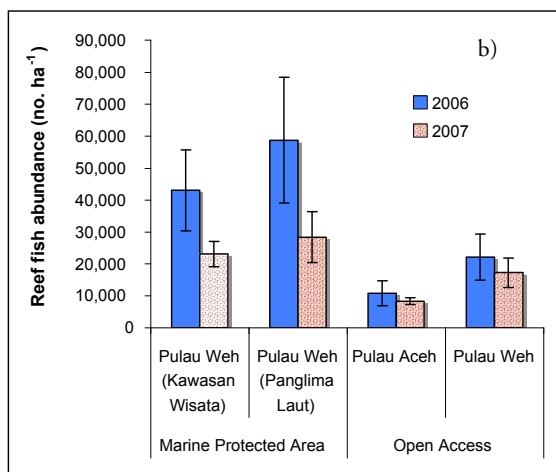 b)
90,000
80,000
70,000
60,000
50,000
40,000
30,000
20,000
10,000
0
Reef fish abundance (no. ha⁻¹)
2006
2007
Pulau Weh
(Kawasan
Wisata)
Pulau Weh
(Panglima
Laut)
Pulau Aceh
Pulau Weh
Marine Protected Area
Open Access